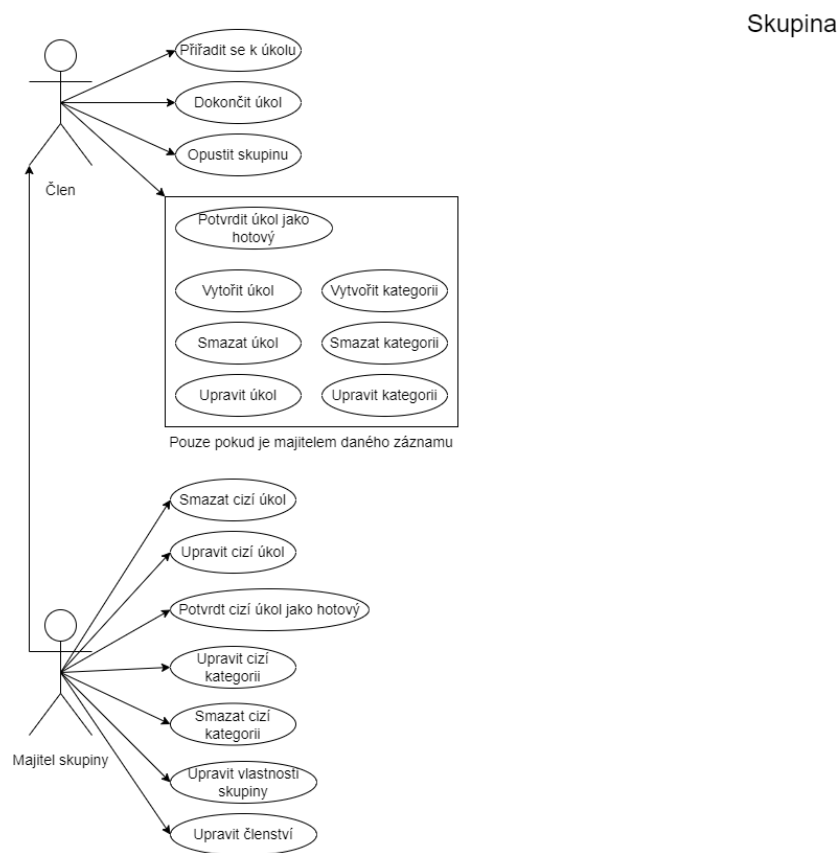 Skupina
Přiřadit se k úkolu
Dokončit úkol
Opustit skupinu
Člen
Potvrdit úkol jako
hotový
Vytořit úkol
Vytvořit kategorii
Smazat úkol
Smazat kategorii
Upravit úkol
Upravit kategorii
Pouze pokud je majitelem daného záznamu
Smazat cizí úkol
Upravit cizí úkol
Potvrdt cizí úkol jako hotový
Upravit cizí
kategorii
Smazat cizí
kategorii
Majitel skupiny
Upravit vlastnosti
skupiny
Upravit členství